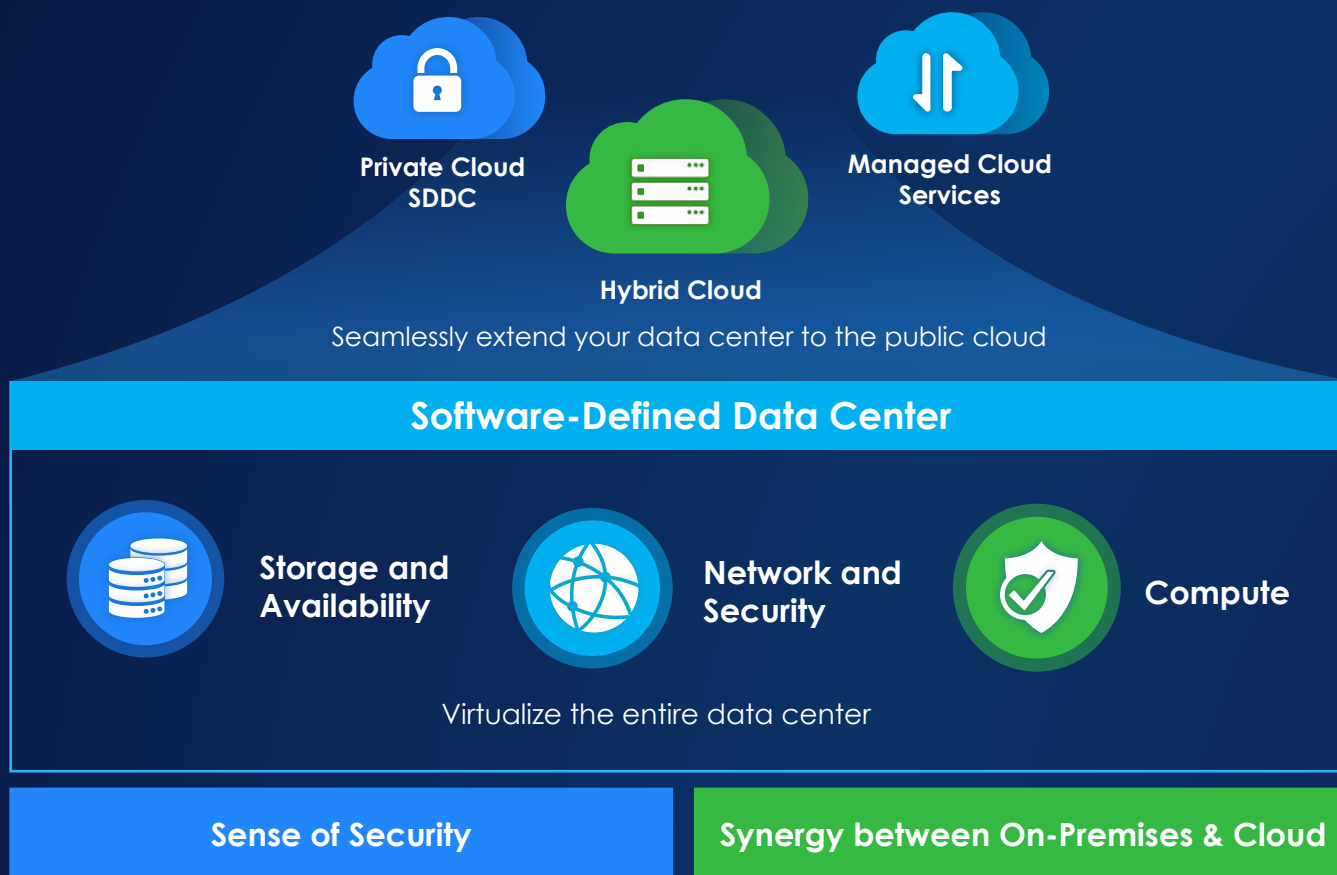 Private Cloud
SDDC
Managed Cloud
Services
Hybrid Cloud
Seamlessly extend your data center to the public cloud
Software-Defined Data Center
Storage and
Availability
Network and
Security
Compute
Virtualize the entire data center
Sense of Security
Synergy between On-Premises & Cloud